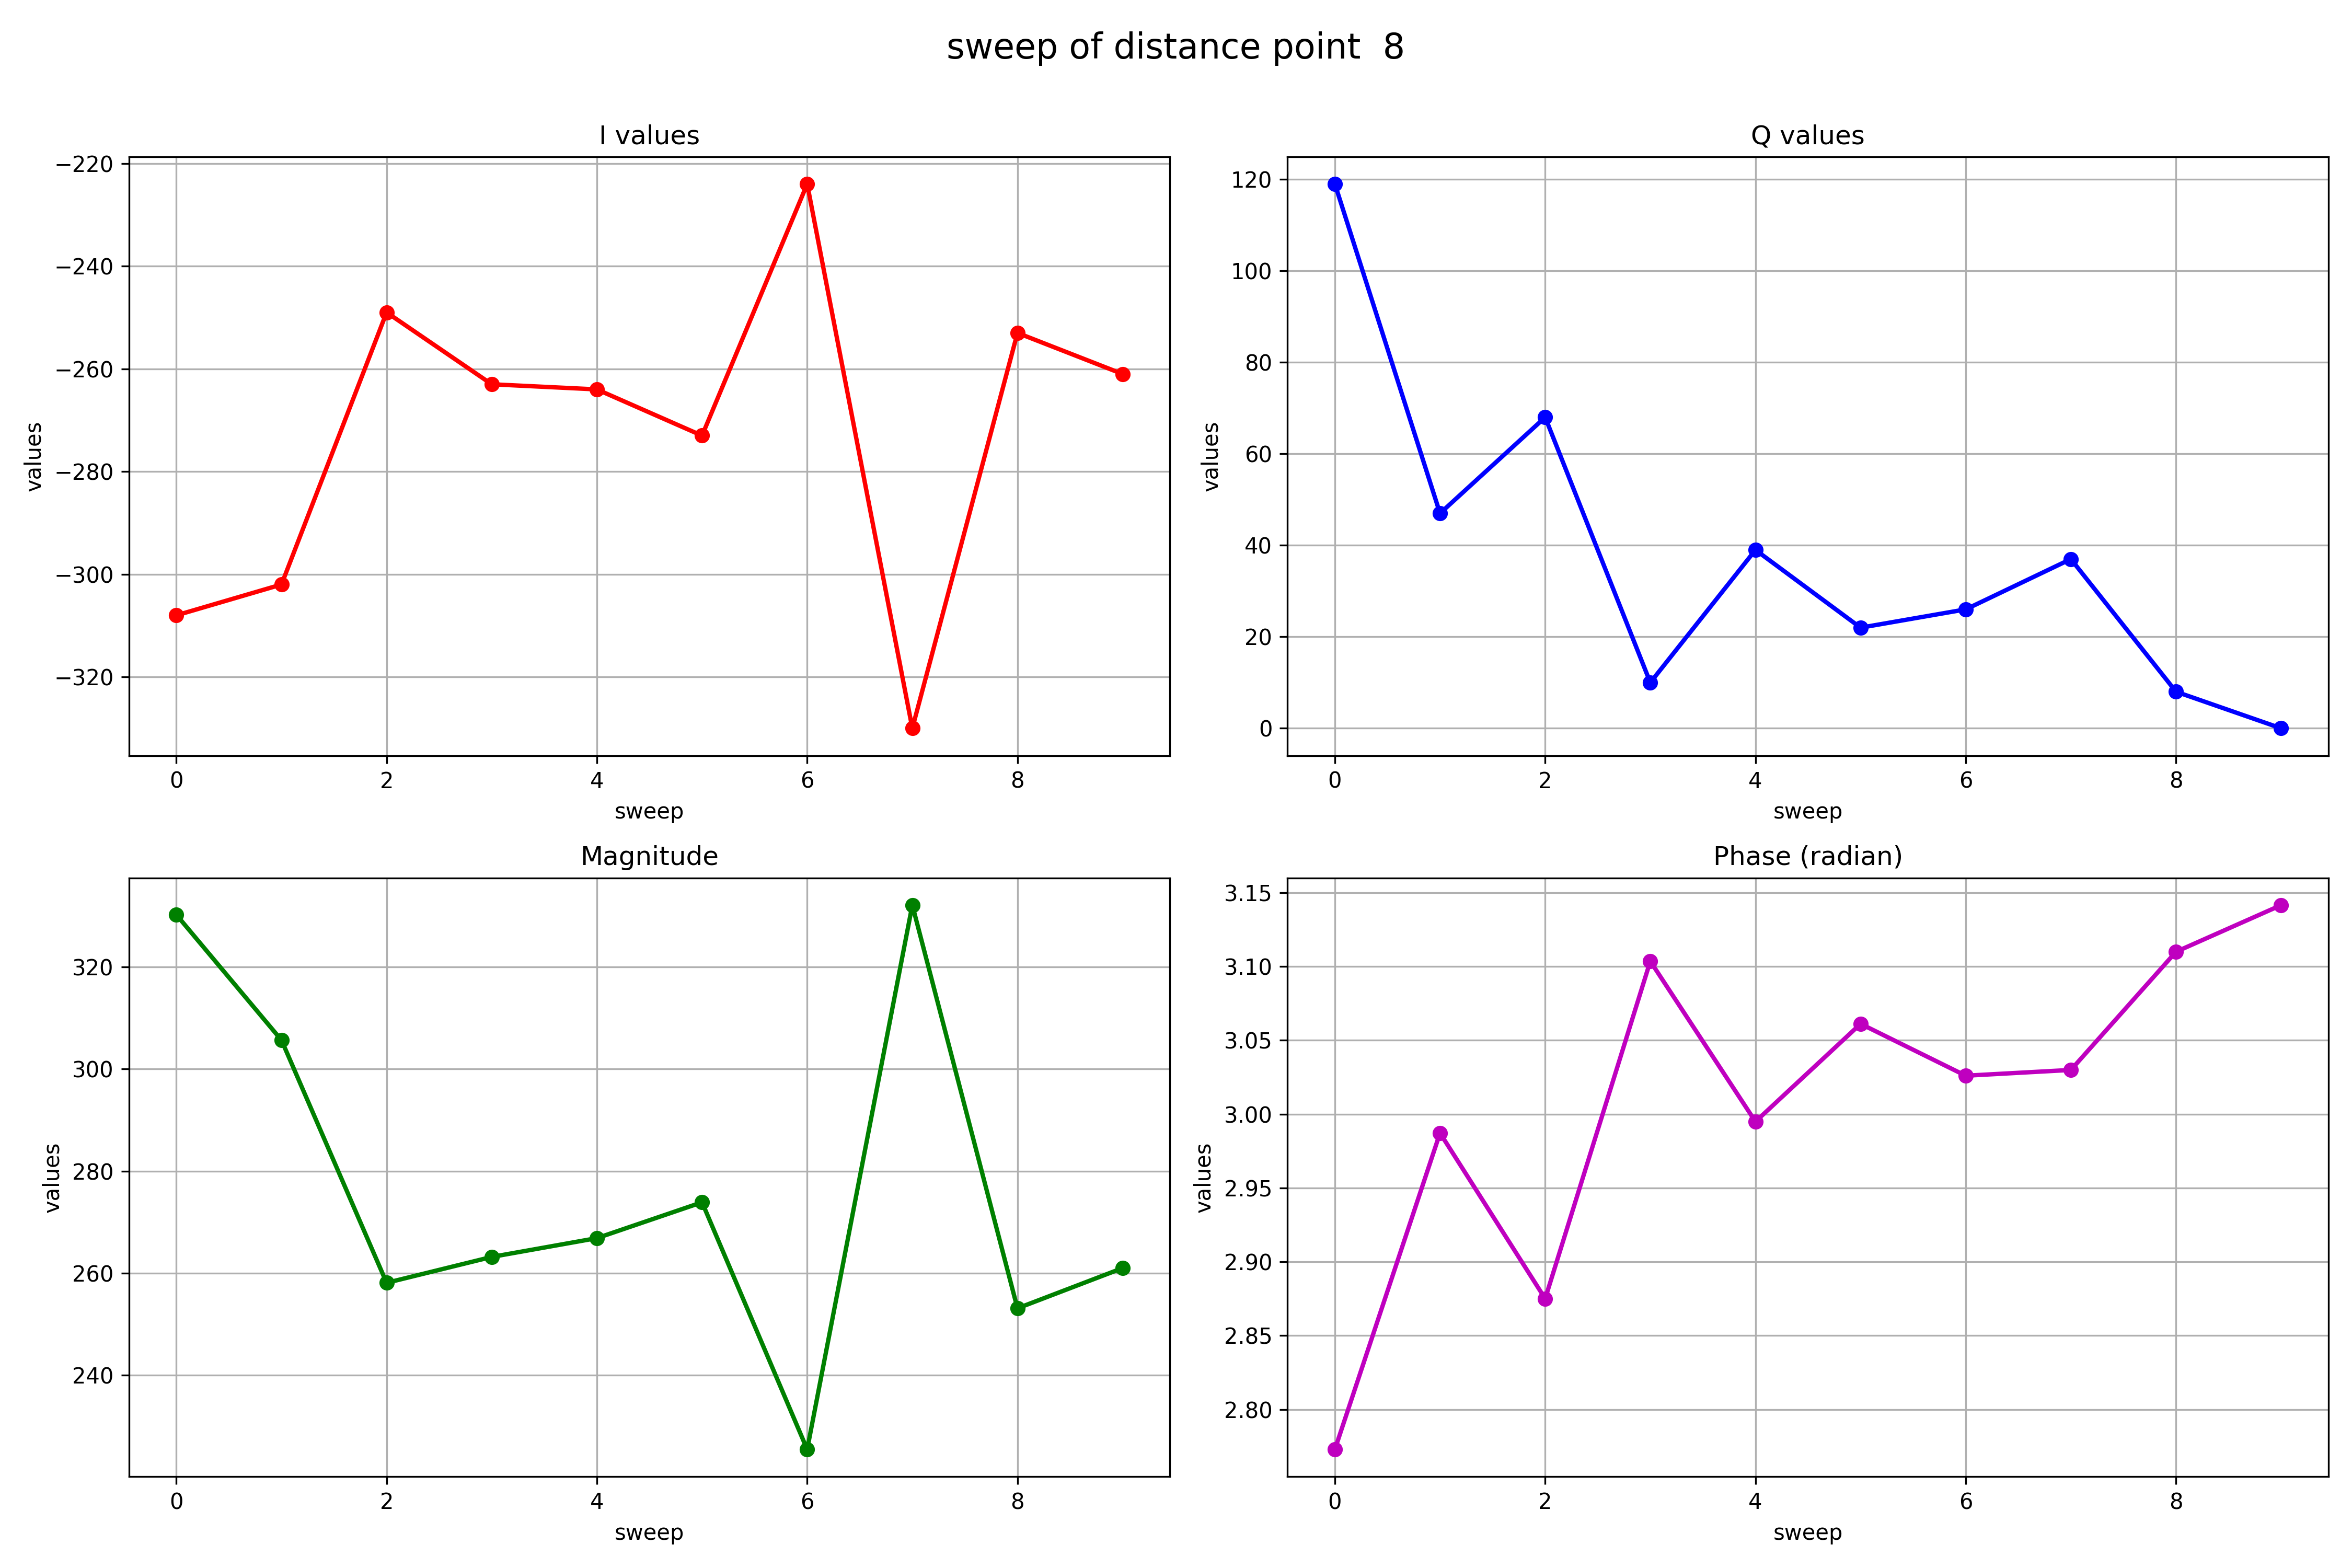 sweep of distance point  8
I values
−220
−240
−260
−280
−300
−320
values
0 2 4 6 8
sweep
Q values
120
100
80
60
40
20
0
values
0 2 4 6 8
sweep
Magnitude
320
300
280
260
240
values
0 2 4 6 8
sweep
Phase (radian)
3.15
3.10
3.05
3.00
2.95
2.90
2.85
2.80
values
0 2 4 6 8
sweep